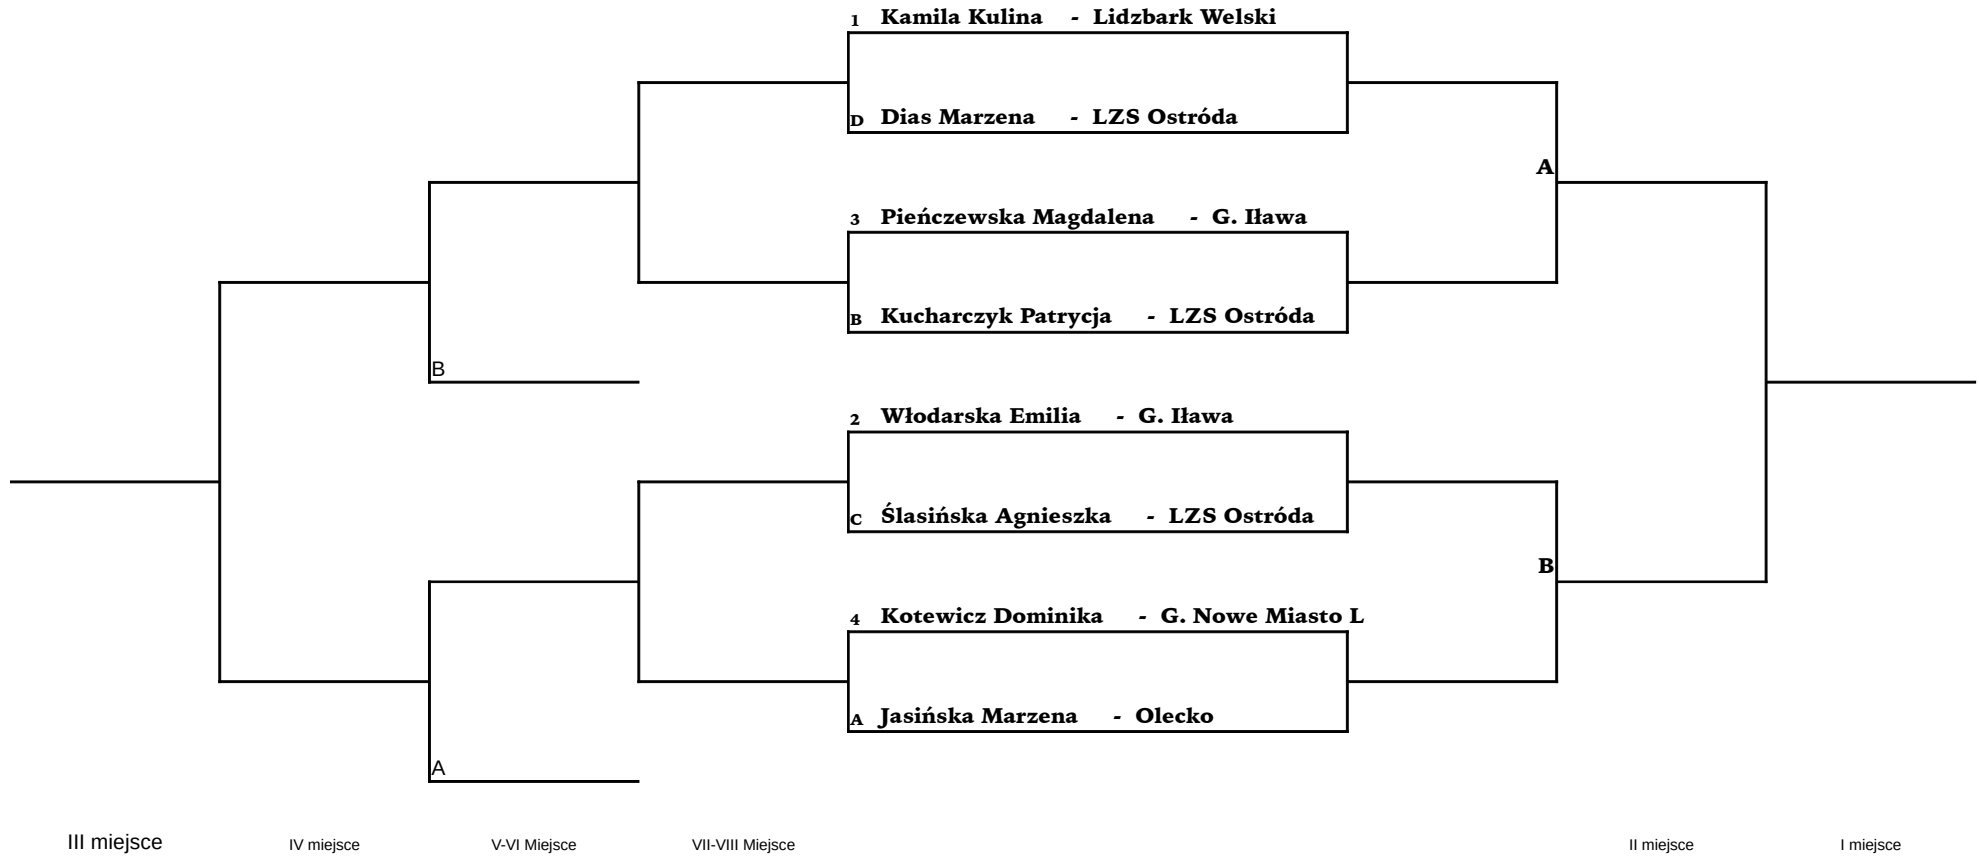 1 Kamila Kulina - Lidzbark Welski
D Dias Marzena - LZS Ostróda
A
3 Pieńczewska Magdalena - G. Iława
B Kucharczyk Patrycja - LZS Ostróda
B
2 Włodarska Emilia - G. Iława
C Ślasińska Agnieszka - LZS Ostróda
B
4 Kotewicz Dominika - G. Nowe Miasto L
A Jasińska Marzena - Olecko
A
III miejsce IV miejsce V-VI Miejsce VII-VIII Miejsce II miejsce I miejsce